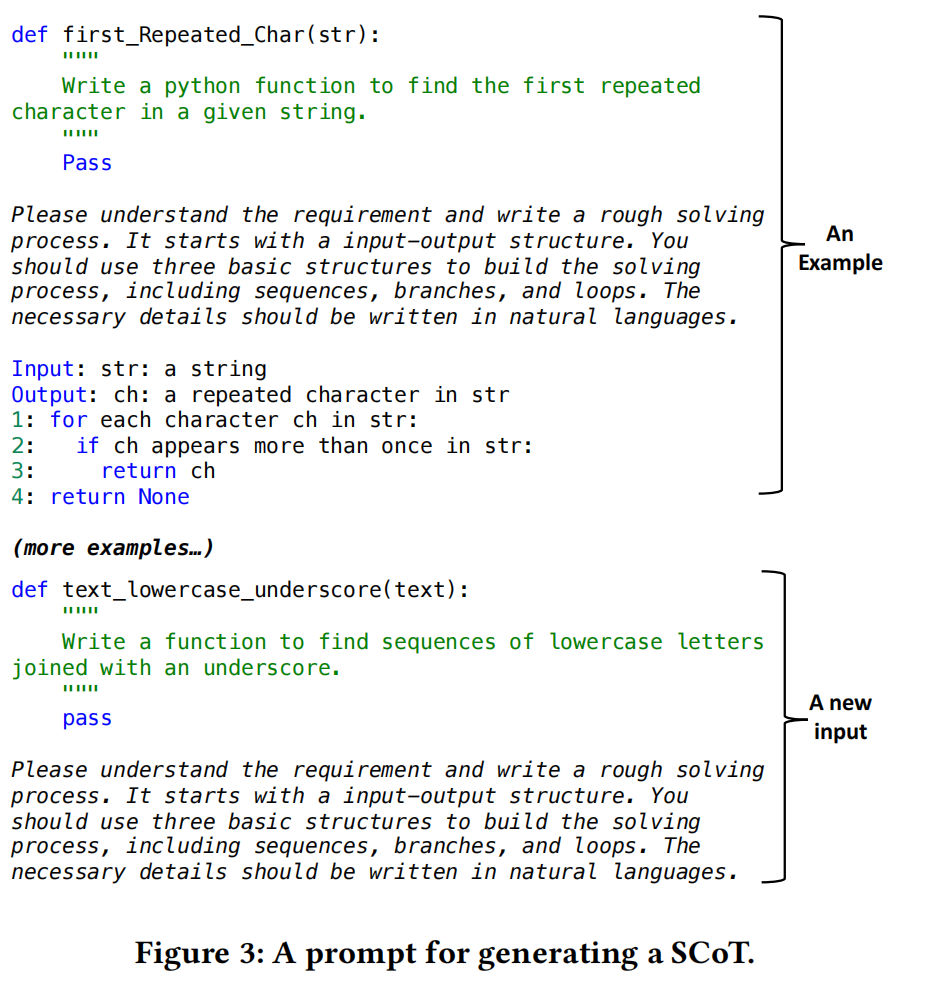 def first_Repeated_Char(str):
"""
Write a python function to find the first repeated
character in a given string.
"""
Pass
Please understand the requirement and write a rough solving
process. It starts with a input-output structure. You
should use three basic structures to build the solving
process, including sequences, branches, and loops. The
necessary details should be written in natural languages.
Input: str: a string
Output: ch: a repeated character in str
1: for each character ch in str:
2: if ch appears more than once in str:
3: return ch
4: return None
An
Example
(more examples…)
def text_lowercase_underscore(text):
"""
Write a function to find sequences of lowercase letters
joined with an underscore.
"""
pass
Please understand the requirement and write a rough solving
process. It starts with a input-output structure. You
should use three basic structures to build the solving
process, including sequences, branches, and loops. The
necessary details should be written in natural languages.
A new
input
Figure 3: A prompt for generating a SCoT.